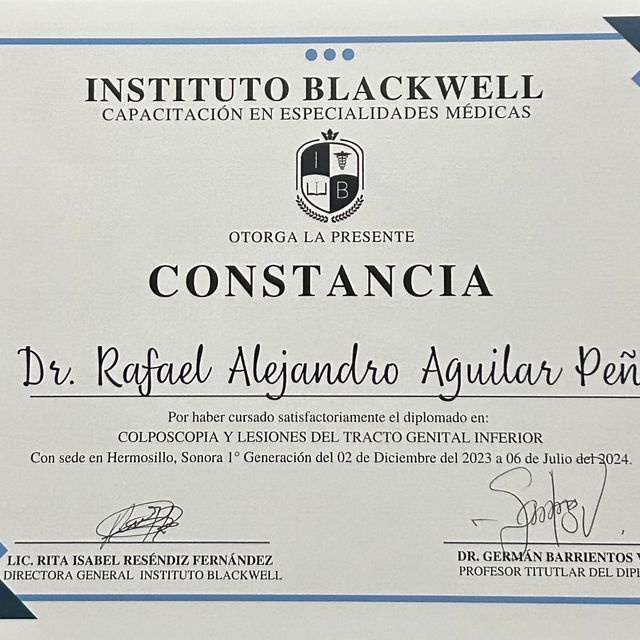 INSTITUTO BLACKWELL
CAPACITACIÓN EN ESPECIALIDADES MÉDICAS
I
B
OTORGA LA PRESENTE
CONSTANCIA
Dr. Rafael Alejandro Aguilar Peñ
Por haber cursado satisfactoriamente el diplomado en:
COLPOSCOPIA Y LESIONES DEL TRACTO GENITAL INFERIOR
Con sede en Hermosillo, Sonora 1° Generación del 02 de Diciembre del 2023 a 06 de Julio del 2024.
LIC. RITA ISABEL RESÉNDIZ FERNÁNDEZ
DIRECTORA GENERAL INSTITUTO BLACKWELL
DR. GERMÁN BARRIENTOS V
PROFESOR TITUTLAR DEL DIP